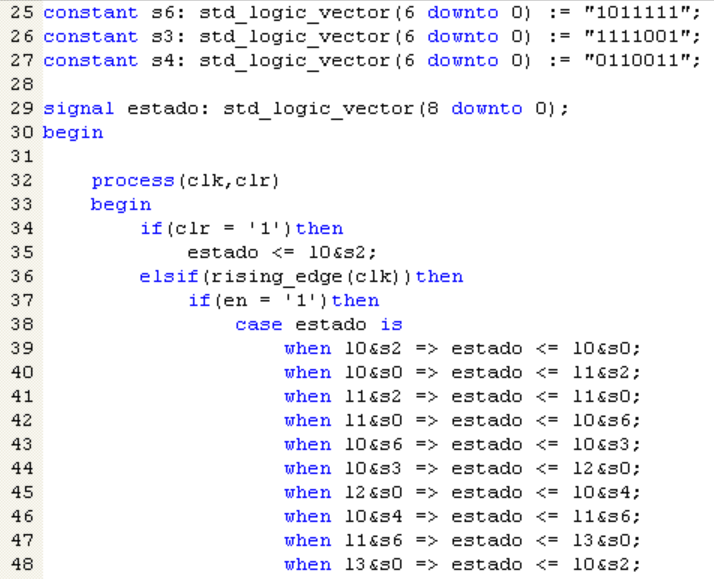 25 constant s6: std_logic_vector(6 downto 0) := "1011111";
26 constant s3: std_logic_vector(6 downto 0) := "1111001";
27 constant s4: std_logic_vector(6 downto 0) := "0110011";
28
29 signal estado: std_logic_vector(8 downto 0);
30 begin
31
32     process(clk,clr)
33     begin
34         if(clr = '1')then
35             estado <= l0&s2;
36         elsif(rising_edge(clk))then
37             if(en = '1')then
38                 case estado is
39                     when l0&s2 => estado <= l0&s0;
40                     when l0&s0 => estado <= l1&s2;
41                     when l1&s2 => estado <= l1&s0;
42                     when l1&s0 => estado <= l0&s6;
43                     when l0&s6 => estado <= l0&s3;
44                     when l0&s3 => estado <= l2&s0;
45                     when l2&s0 => estado <= l0&s4;
46                     when l0&s4 => estado <= l1&s6;
47                     when l1&s6 => estado <= l3&s0;
48                     when l3&s0 => estado <= l0&s2;